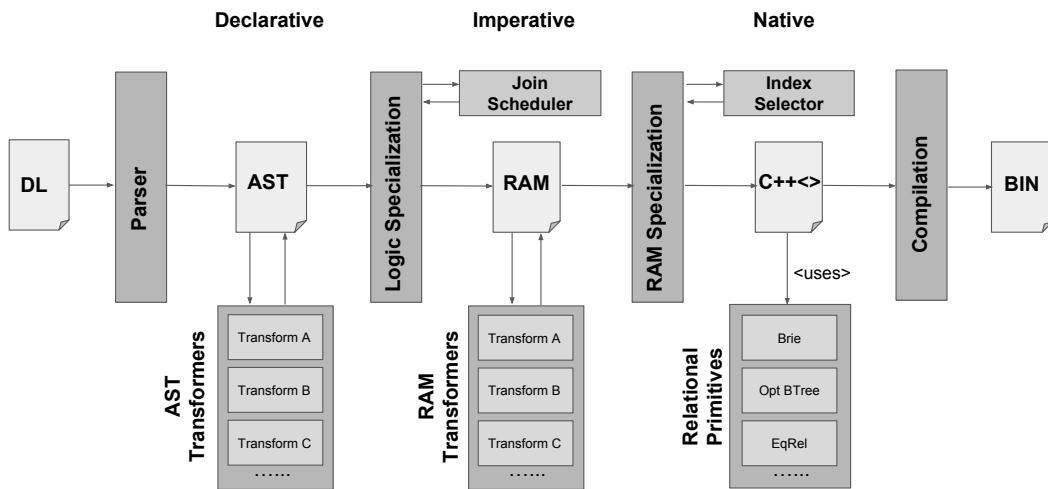 Declarative
Imperative
Native
Join
Scheduler
Index
Selector
DL
Parser
AST
Logic Specialization
RAM
RAM Specialization
C++<>
Compilation
BIN
<uses>
AST
Transformers
Transform A
Transform B
Transform C
......
RAM
Transformers
Transform A
Transform B
Transform C
......
Relational
Primitives
Brie
Opt BTree
EqRel
......